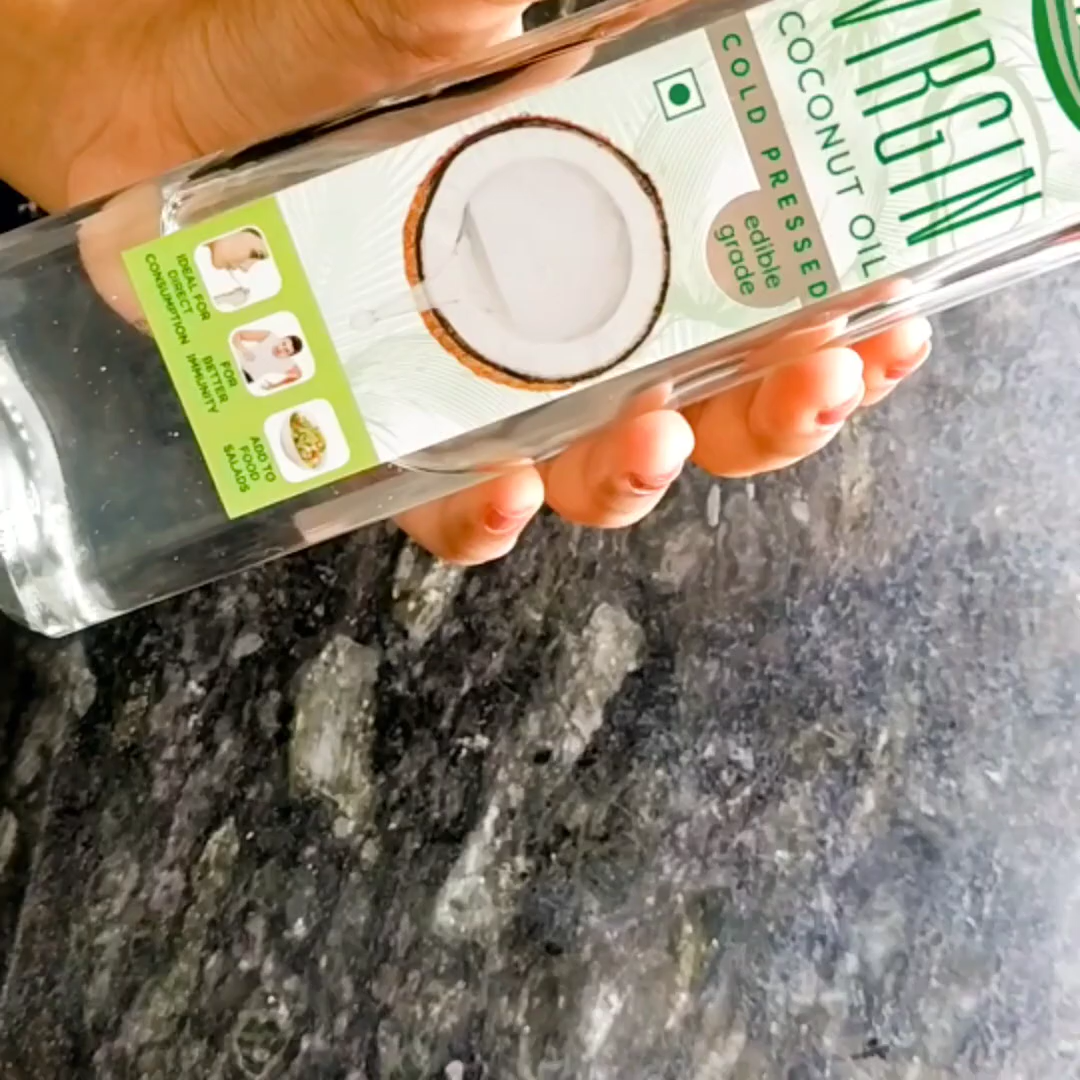 VIRGIN
COCONUT OIL
COLD PRESSED
edible
grade
IDEAL FOR
DIRECT
CONSUMPTION
FOR
BETTER
IMMUNITY
ADD TO
FOOD
SALADS